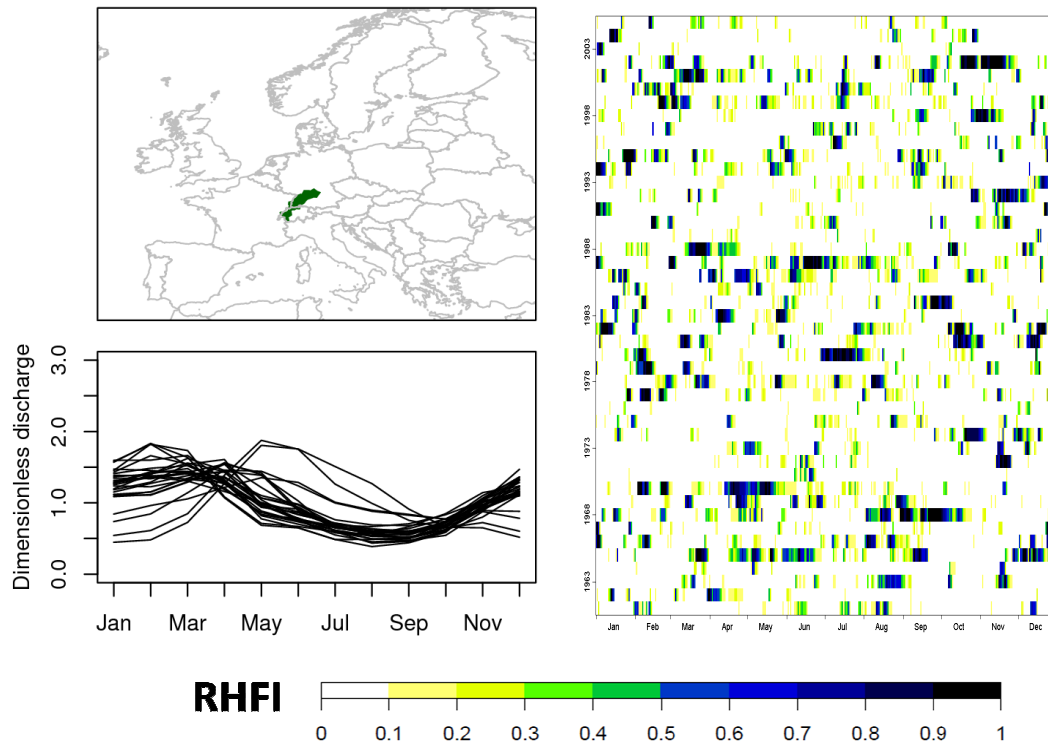 Dimensionless discharge
3.0
2.0
1.0
0.0
Jan Mar May Jul Sep Nov
2003
1998
1993
1988
1983
1978
1973
1968
1963
Jan Feb Mar Apr May Jun Jul Aug Sep Oct Nov Dec
RHFI
0 0.1 0.2 0.3 0.4 0.5 0.6 0.7 0.8 0.9 1